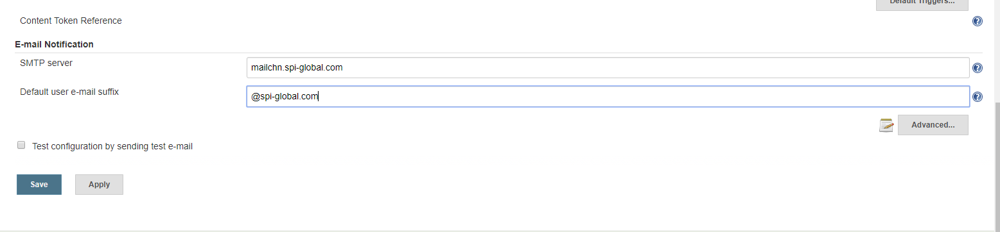 Default Triggers...
Content Token Reference
E-mail Notification
SMTP server
mailchn.spi-global.com
Default user e-mail suffix
@spi-global.com
Advanced...
Test configuration by sending test e-mail
Save
Apply